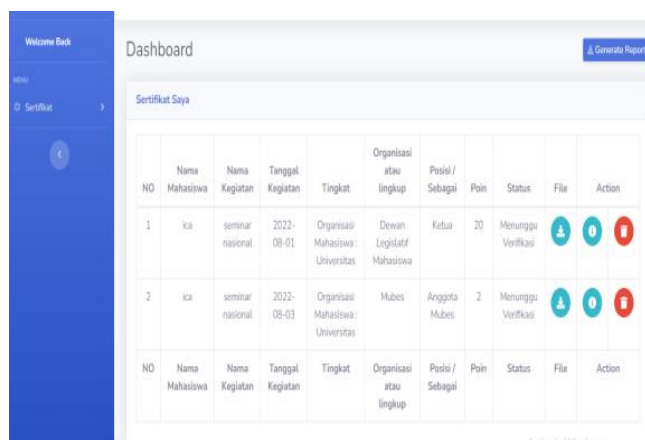 Welcome Back
MENU
Sertifikat
Dashboard
Generate Report
Sertifikat Saya
NO Nama Mahasiswa Nama Kegiatan Tanggal Kegiatan Tingkat Organisasi atau lingkup Posisi / Sebagai Poin Status File Action
1 ica seminar nasional 2022-08-01 Organisasi Mahasiswa : Universitas Dewan Legislatif Mahasiswa Ketua 20 Menunggu Verifikasi
2 ica seminar nasional 2022-08-03 Organisasi Mahasiswa : Universitas Mubes Anggota Mubes 2 Menunggu Verifikasi
NO Nama Mahasiswa Nama Kegiatan Tanggal Kegiatan Tingkat Organisasi atau lingkup Posisi / Sebagai Poin Status File Action